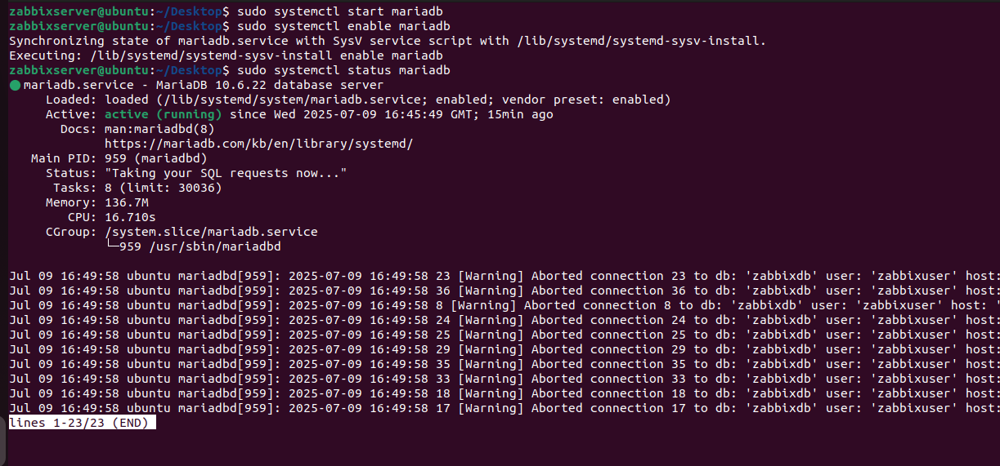 zabbixserver@ubuntu:~/Desktop$ sudo systemctl start mariadb
zabbixserver@ubuntu:~/Desktop$ sudo systemctl enable mariadb
Synchronizing state of mariadb.service with SysV service script with /lib/systemd/systemd-sysv-install.
Executing: /lib/systemd/systemd-sysv-install enable mariadb
zabbixserver@ubuntu:~/Desktop$ sudo systemctl status mariadb
● mariadb.service - MariaDB 10.6.22 database server
     Loaded: loaded (/lib/systemd/system/mariadb.service; enabled; vendor preset: enabled)
     Active: active (running) since Wed 2025-07-09 16:45:49 GMT; 15min ago
       Docs: man:mariadbd(8)
             https://mariadb.com/kb/en/library/systemd/
   Main PID: 959 (mariadbd)
     Status: "Taking your SQL requests now..."
      Tasks: 8 (limit: 30036)
     Memory: 136.7M
        CPU: 16.710s
     CGroup: /system.slice/mariadb.service
             └─959 /usr/sbin/mariadbd
Jul 09 16:49:58 ubuntu mariadbd[959]: 2025-07-09 16:49:58 23 [Warning] Aborted connection 23 to db: 'zabbixdb' user: 'zabbixuser' host:
Jul 09 16:49:58 ubuntu mariadbd[959]: 2025-07-09 16:49:58 36 [Warning] Aborted connection 36 to db: 'zabbixdb' user: 'zabbixuser' host:
Jul 09 16:49:58 ubuntu mariadbd[959]: 2025-07-09 16:49:58 8 [Warning] Aborted connection 8 to db: 'zabbixdb' user: 'zabbixuser' host: '
Jul 09 16:49:58 ubuntu mariadbd[959]: 2025-07-09 16:49:58 24 [Warning] Aborted connection 24 to db: 'zabbixdb' user: 'zabbixuser' host:
Jul 09 16:49:58 ubuntu mariadbd[959]: 2025-07-09 16:49:58 25 [Warning] Aborted connection 25 to db: 'zabbixdb' user: 'zabbixuser' host:
Jul 09 16:49:58 ubuntu mariadbd[959]: 2025-07-09 16:49:58 29 [Warning] Aborted connection 29 to db: 'zabbixdb' user: 'zabbixuser' host:
Jul 09 16:49:58 ubuntu mariadbd[959]: 2025-07-09 16:49:58 35 [Warning] Aborted connection 35 to db: 'zabbixdb' user: 'zabbixuser' host:
Jul 09 16:49:58 ubuntu mariadbd[959]: 2025-07-09 16:49:58 33 [Warning] Aborted connection 33 to db: 'zabbixdb' user: 'zabbixuser' host:
Jul 09 16:49:58 ubuntu mariadbd[959]: 2025-07-09 16:49:58 18 [Warning] Aborted connection 18 to db: 'zabbixdb' user: 'zabbixuser' host:
Jul 09 16:49:58 ubuntu mariadbd[959]: 2025-07-09 16:49:58 17 [Warning] Aborted connection 17 to db: 'zabbixdb' user: 'zabbixuser' host:
lines 1-23/23 (END)